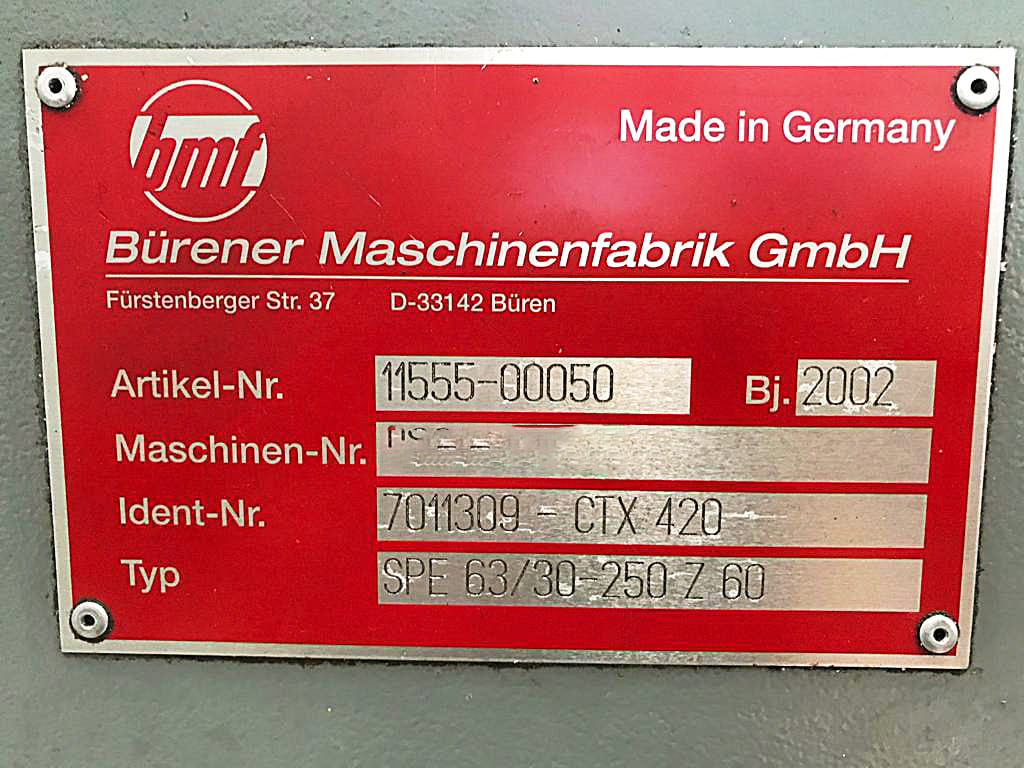 bmf
Made in Germany
Bürener Maschinenfabrik GmbH
Fürstenberger Str. 37 D-33142 Büren
Artikel-Nr. 11555-00050 Bj. 2002
Maschinen-Nr.
Ident-Nr. 7011309 - CTX 420
Typ SPE 63/30-250 Z 60